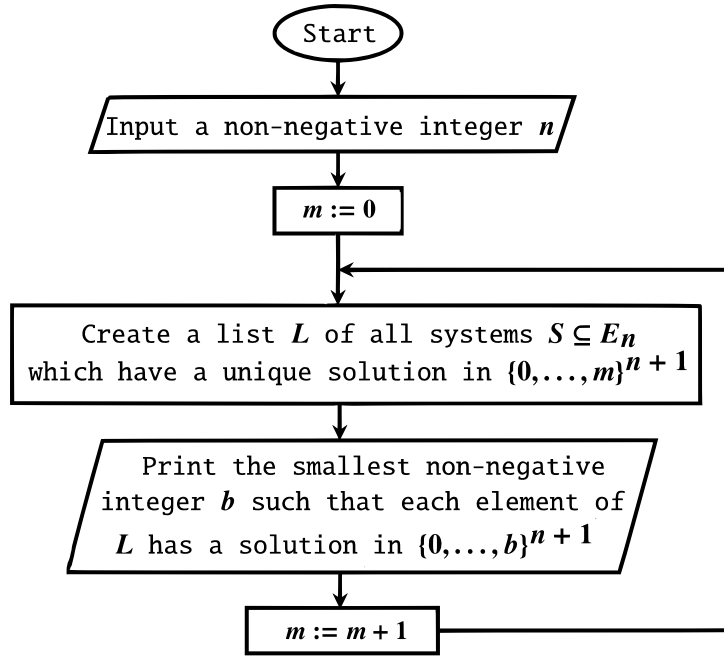 Start
Input a non-negative integer n
m := 0
Create a list L of all systems S ⊆ Eₙ
which have a unique solution in {0, . . . , m}ⁿ ⁺ ¹
Print the smallest non-negative
integer b such that each element of
L has a solution in {0, . . . , b}ⁿ ⁺ ¹
m := m + 1